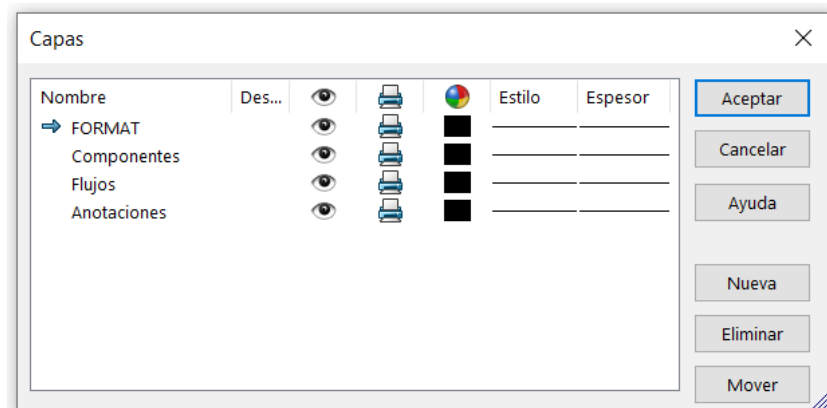 Capas
Nombre Des... Estilo Espesor
FORMAT
Componentes
Flujos
Anotaciones
Aceptar
Cancelar
Ayuda
Nueva
Eliminar
Mover